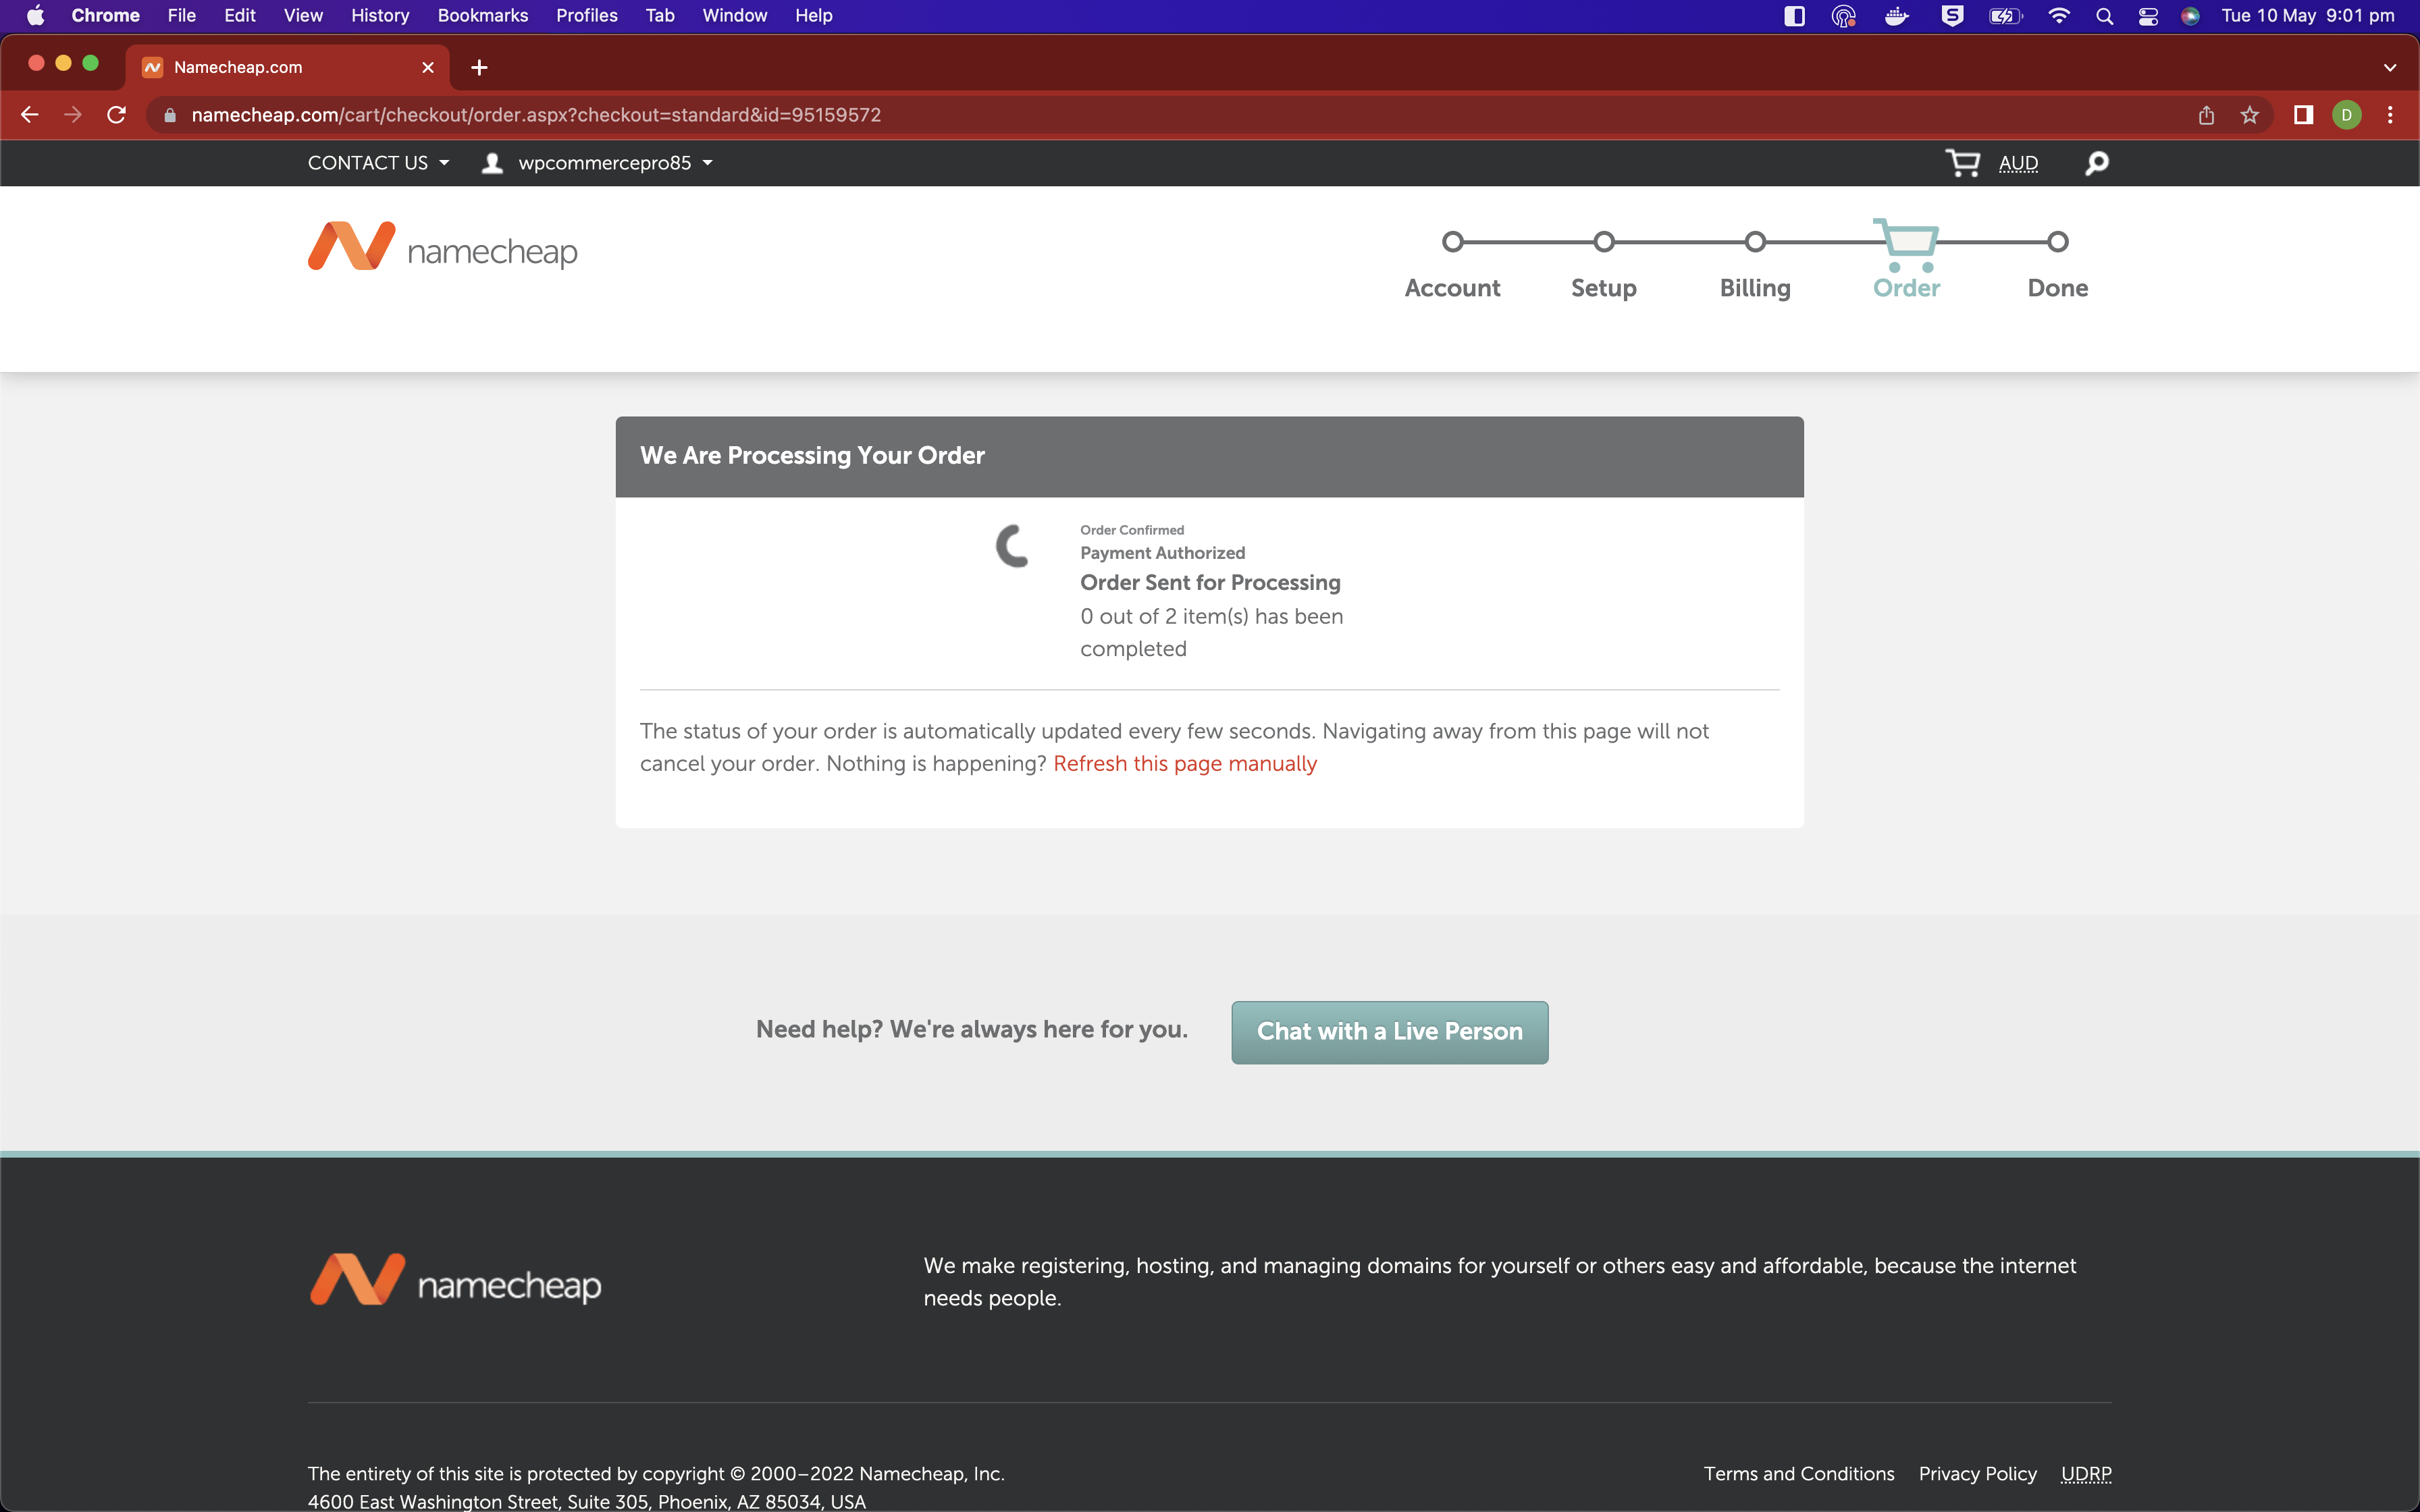 Chrome File Edit View History Bookmarks Profiles Tab Window Help Tue 10 May 9:01 pm
Namecheap.com
namecheap.com/cart/checkout/order.aspx?checkout=standard&id=95159572 D
CONTACT US wpcommercepro85 AUD
namecheap
Account Setup Billing Order Done
We Are Processing Your Order
Order Confirmed
Payment Authorized
Order Sent for Processing
0 out of 2 item(s) has been
completed
The status of your order is automatically updated every few seconds. Navigating away from this page will not
cancel your order. Nothing is happening? Refresh this page manually
Need help? We're always here for you. Chat with a Live Person
namecheap
We make registering, hosting, and managing domains for yourself or others easy and affordable, because the internet
needs people.
The entirety of this site is protected by copyright © 2000–2022 Namecheap, Inc.
4600 East Washington Street, Suite 305, Phoenix, AZ 85034, USA
Terms and Conditions Privacy Policy UDRP